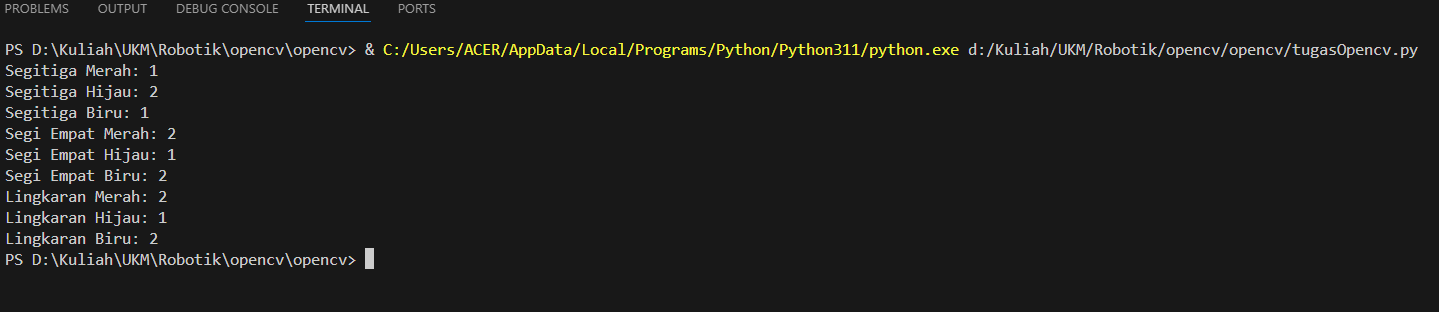 PROBLEMS OUTPUT DEBUG CONSOLE TERMINAL PORTS
PS D:\Kuliah\UKM\Robotik\opencv\opencv> & C:/Users/ACER/AppData/Local/Programs/Python/Python311/python.exe d:/Kuliah/UKM/Robotik/opencv/opencv/tugasOpencv.py
Segitiga Merah: 1
Segitiga Hijau: 2
Segitiga Biru: 1
Segi Empat Merah: 2
Segi Empat Hijau: 1
Segi Empat Biru: 2
Lingkaran Merah: 2
Lingkaran Hijau: 1
Lingkaran Biru: 2
PS D:\Kuliah\UKM\Robotik\opencv\opencv>